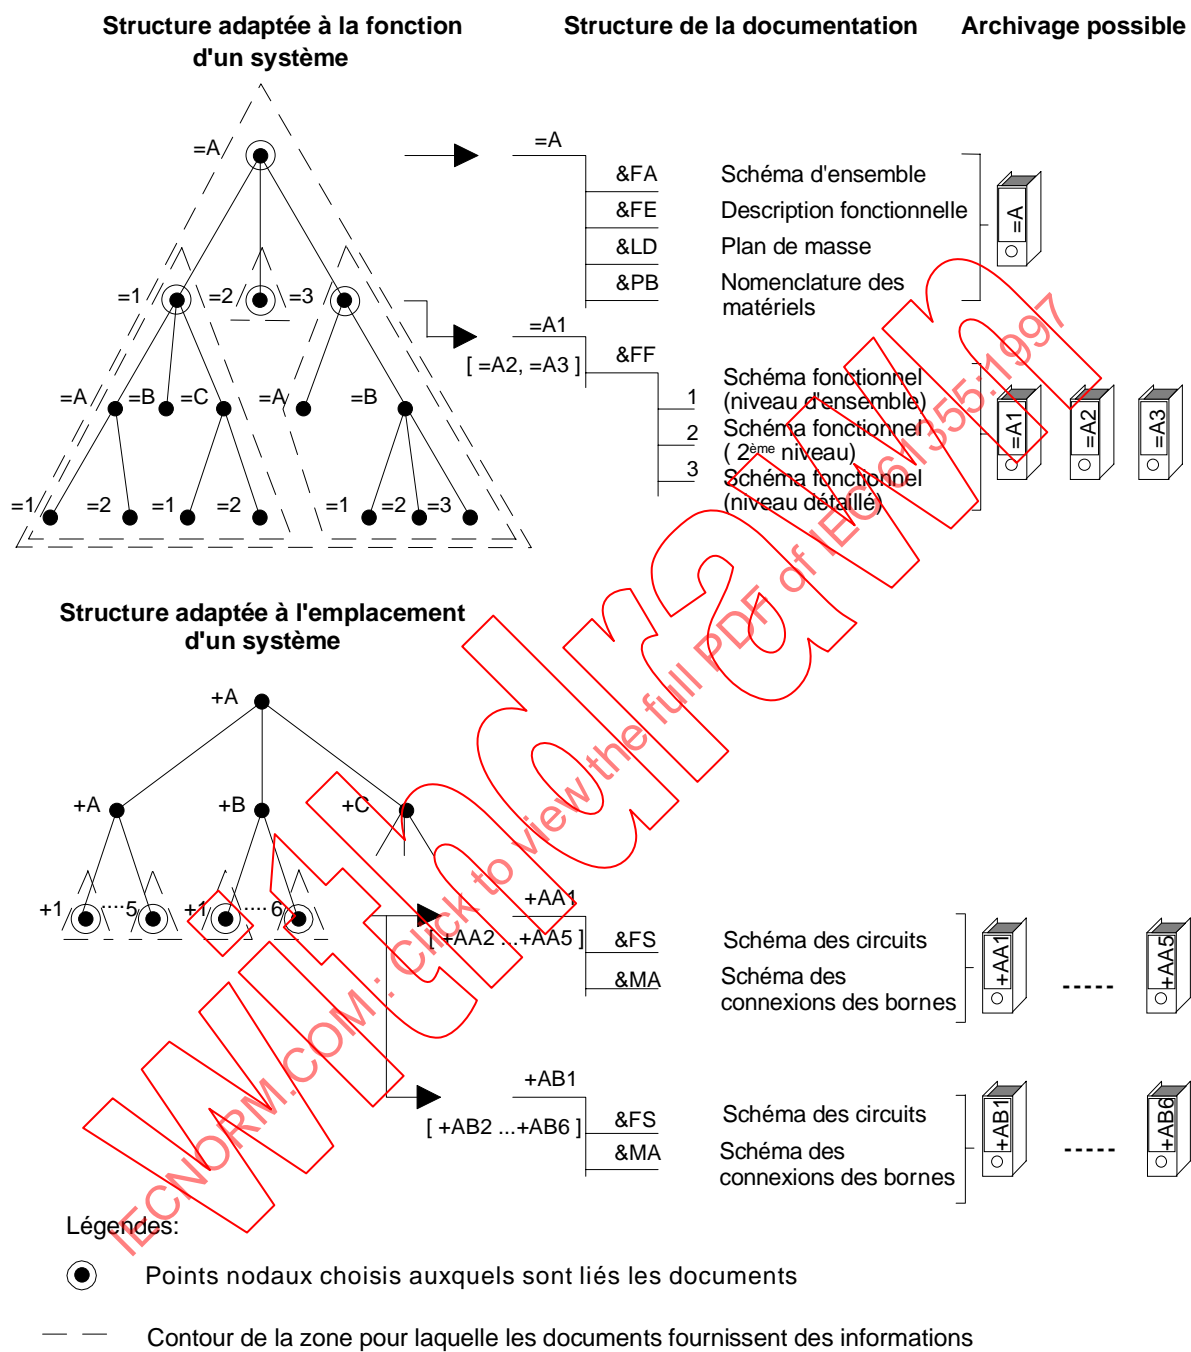 Structure adaptée à la fonction
d'un système
Structure de la documentation
Archivage possible
=A
=A
&FA
Schéma d'ensemble
&FE
Description fonctionnelle
&LD
Plan de masse
&PB
Nomenclature des
matériels
=A
=1
=2
=3
=A1
[ =A2, =A3 ]
&FF
1
Schéma fonctionnel
(niveau d'ensemble)
2
Schéma fonctionnel
( 2ème niveau)
3
Schéma fonctionnel
(niveau détaillé)
=A1
=A2
=A3
=A
=B
=C
=A
=B
=1
=2
=1
=2
=1
=2
=3
Structure adaptée à l'emplacement
d'un système
+A
+A
+B
+C
+1
.....
5
+1
....
6
+AA1
[ +AA2 ...+AA5 ]
&FS
Schéma des circuits
&MA
Schéma des
connexions des bornes
+AA1
-----
+AA5
+AB1
[ +AB2 ...+AB6 ]
&FS
Schéma des circuits
&MA
Schéma des
connexions des bornes
+AB1
-----
+AB6
Légendes:
Points nodaux choisis auxquels sont liés les documents
Contour de la zone pour laquelle les documents fournissent des informations
Withdrawn
IECNORM.COM : Click to view the full PDF of IEC 61355:1997